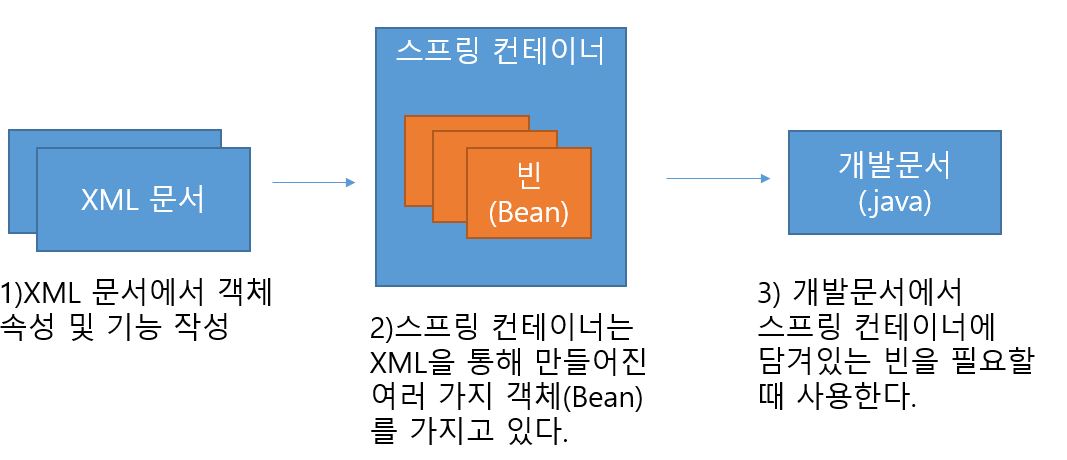 스프링 컨테이너
빈
(Bean)
XML 문서
개발문서
(.java)
1)XML 문서에서 객체
속성 및 기능 작성
2)스프링 컨테이너는
XML을 통해 만들어진
여러 가지 객체(Bean)
를 가지고 있다.
3) 개발문서에서
스프링 컨테이너에
담겨있는 빈을 필요할
때 사용한다.